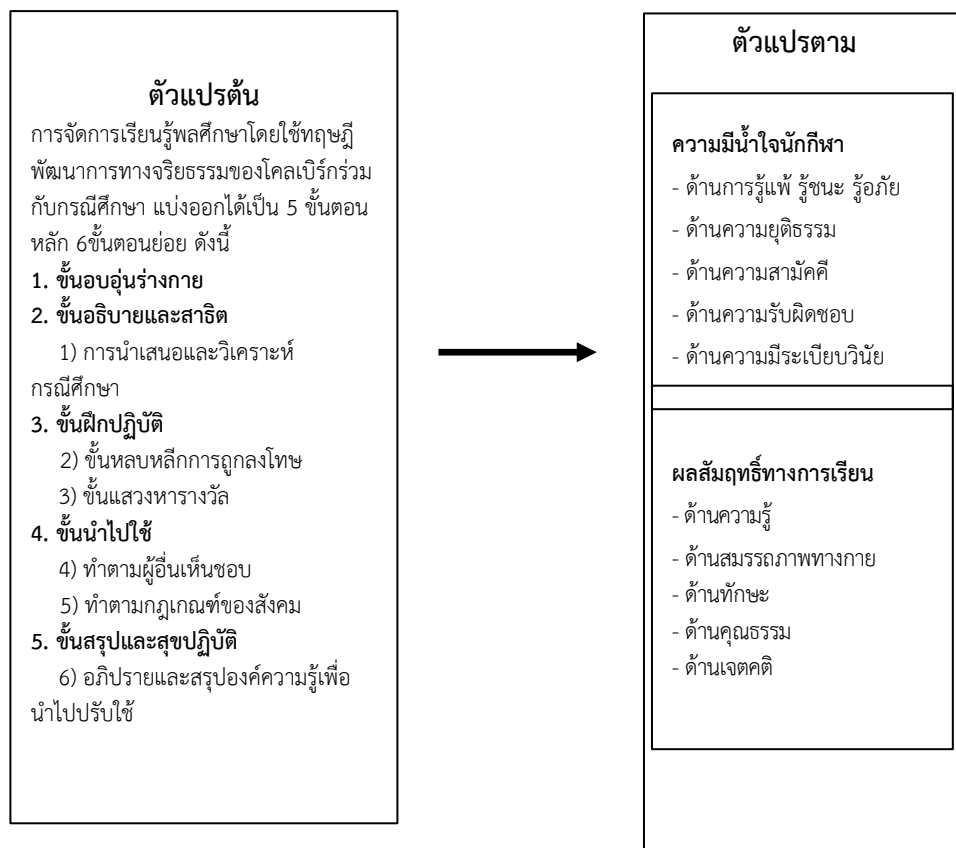 ตัวแปรต้น
การจัดการเรียนรู้พลศึกษาโดยใช้ทฤษฎี
พัฒนาการทางจริยธรรมของโคลเบิร์กร่วม
กับกรณีศึกษา แบ่งออกได้เป็น 5 ขั้นตอน
หลัก 6ขั้นตอนย่อย ดังนี้
1. ขั้นอบอุ่นร่างกาย
2. ขั้นอธิบายและสาธิต
1) การนำเสนอและวิเคราะห์
กรณีศึกษา
3. ขั้นฝึกปฏิบัติ
2) ขั้นหลบหลีกการถูกลงโทษ
3) ขั้นแสวงหารางวัล
4. ขั้นนำไปใช้
4) ทำตามผู้อื่นเห็นชอบ
5) ทำตามกฎเกณฑ์ของสังคม
5. ขั้นสรุปและสุขปฏิบัติ
6) อภิปรายและสรุปองค์ความรู้เพื่อ
นำไปปรับใช้
ตัวแปรตาม
ความมีน้ำใจนักกีฬา
- ด้านการรู้แพ้ รู้ชนะ รู้อภัย
- ด้านความยุติธรรม
- ด้านความสามัคคี
- ด้านความรับผิดชอบ
- ด้านความมีระเบียบวินัย
ผลสัมฤทธิ์ทางการเรียน
- ด้านความรู้
- ด้านสมรรถภาพทางกาย
- ด้านทักษะ
- ด้านคุณธรรม
- ด้านเจตคติ